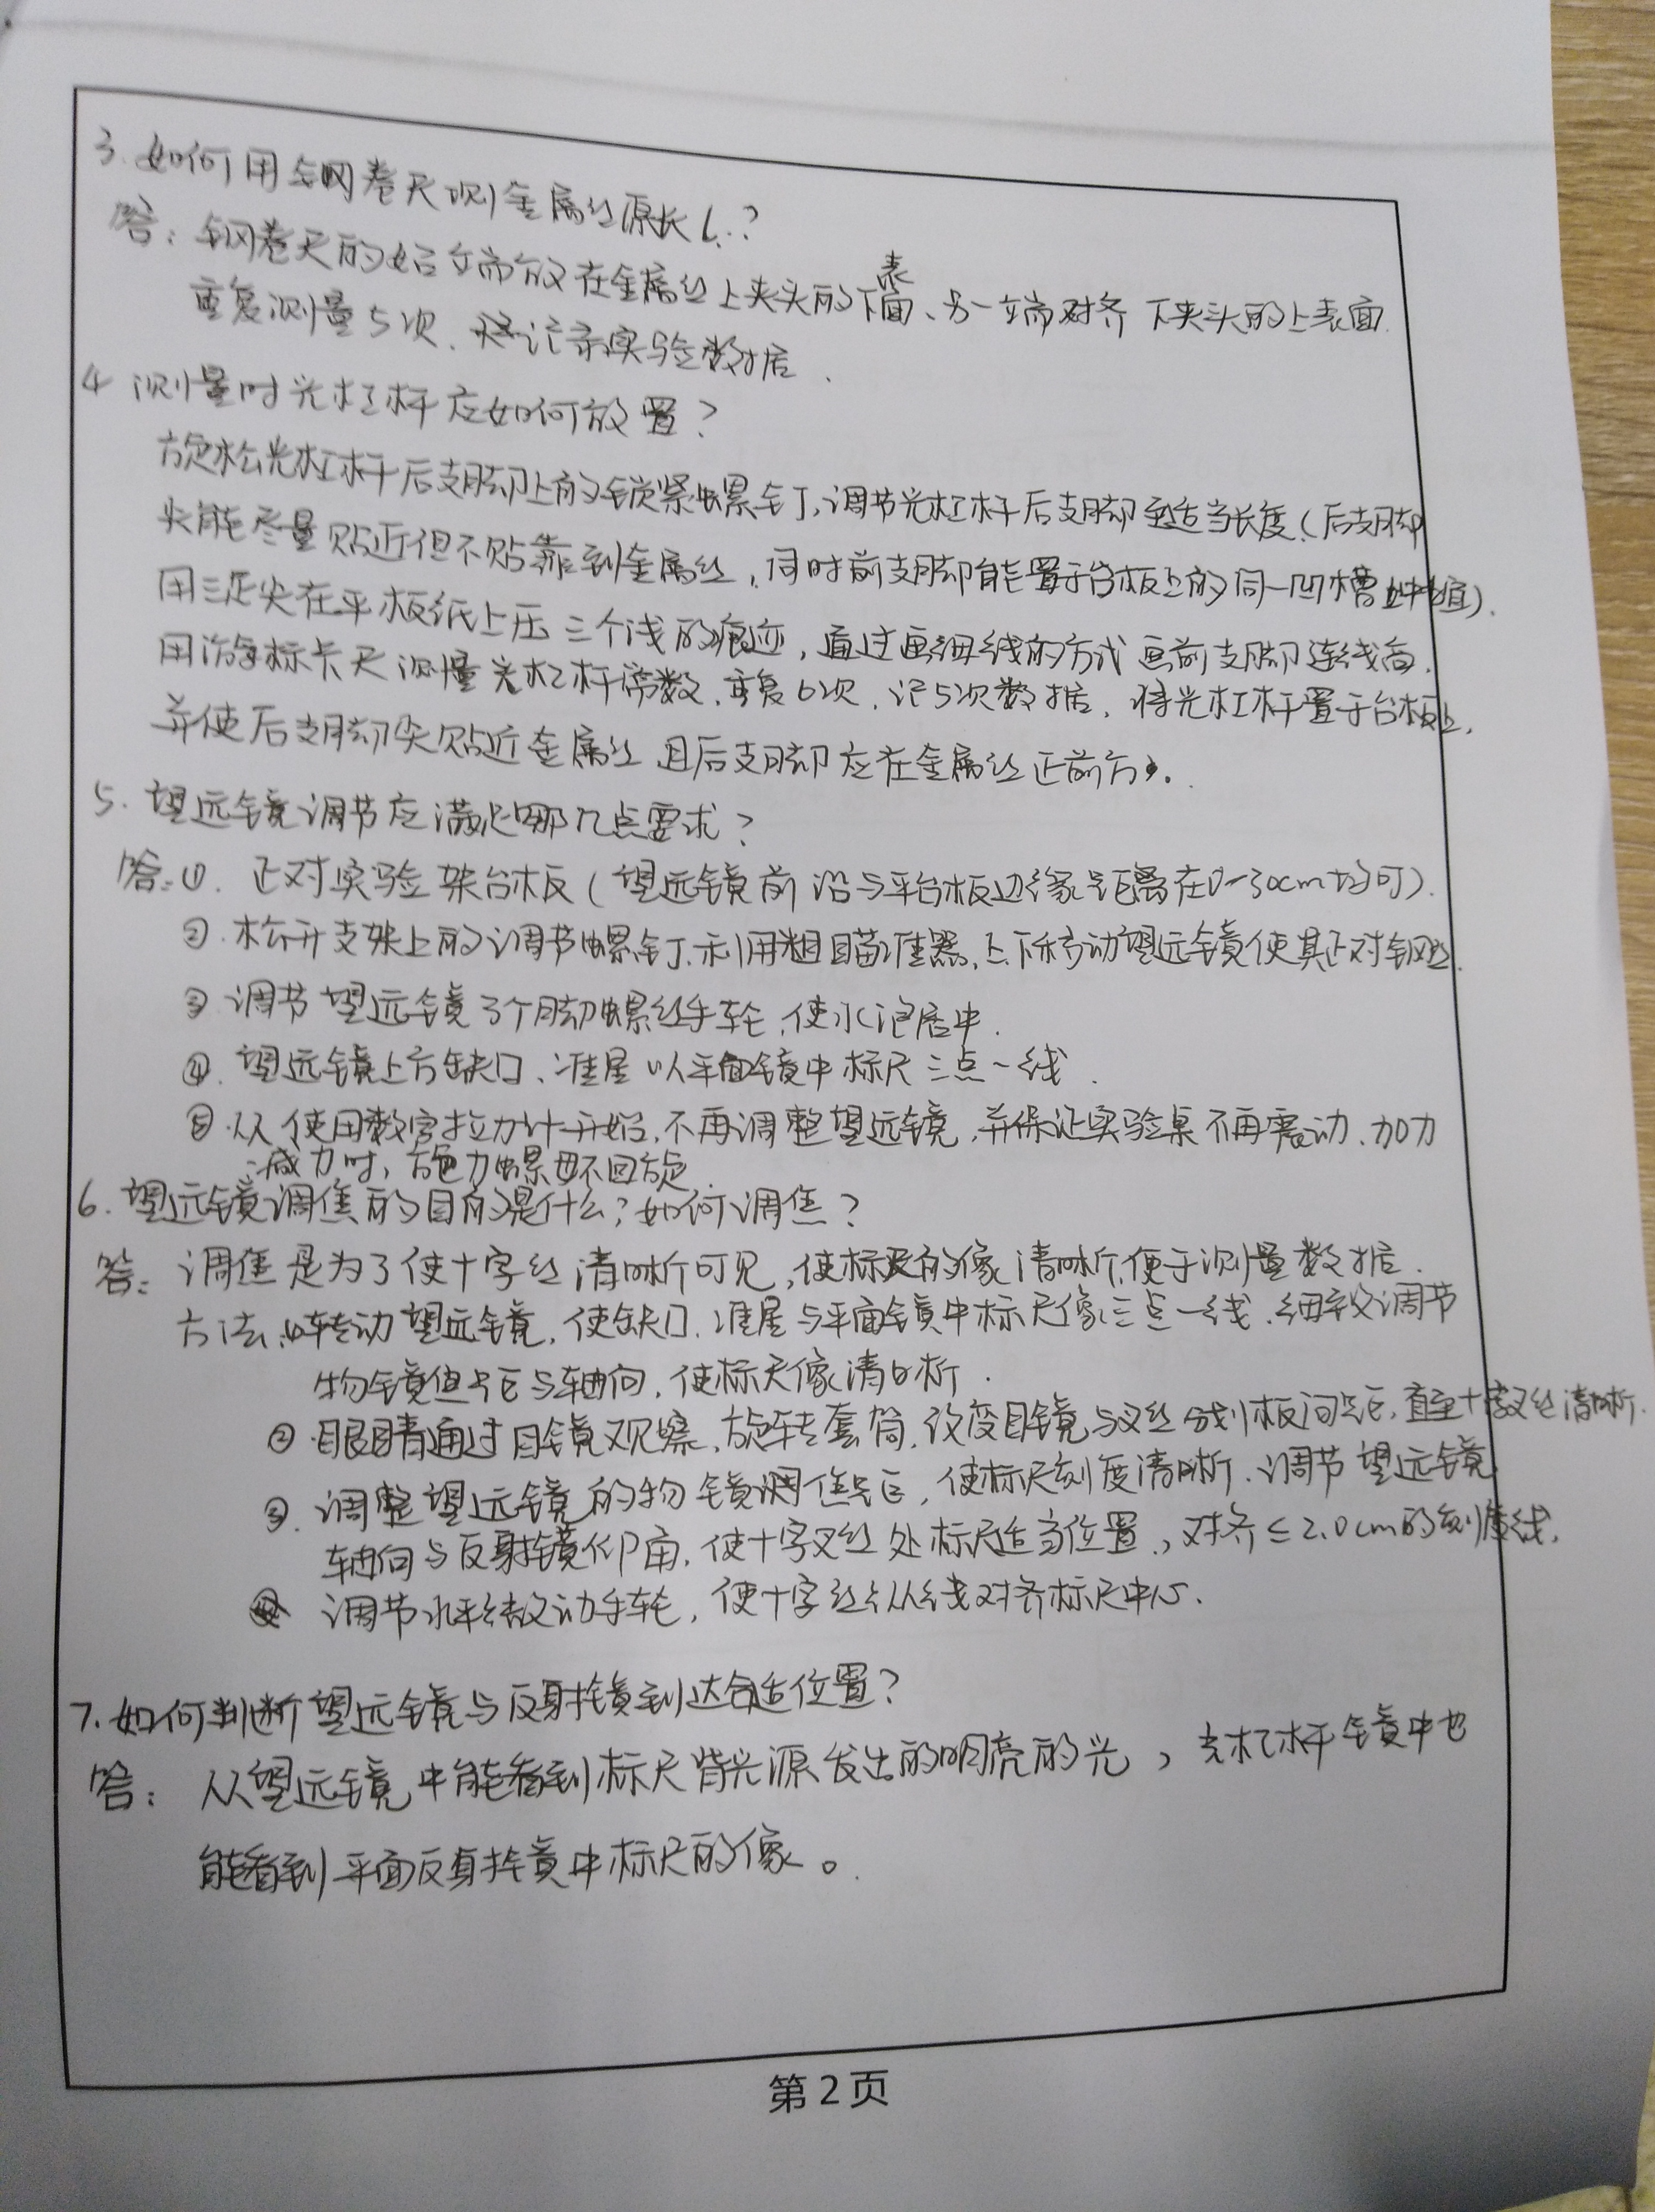 3. 如何用钢卷尺测金属丝原长L?
答：钢卷尺的始端放在金属丝上夹头的下表面、另一端对齐下夹头的上表面.
重复测量5次. 记录实验数据.
4 测量时光杠杆应如何放置?
旋松光杠杆后支脚上的锁紧螺钉,调节光杠杆后支脚至适当长度(后支脚
尖能尽量贴近但不贴靠到金属丝,同时前支脚能置于台板上的同一凹槽).
用三足尖在平板纸上压三个浅的痕迹,通过画细线的方式画前支脚连线高.
用游标卡尺测量光杠杆常数.重复6次.记5次数据.将光杠杆置于台板上,
并使后支脚尖贴近金属丝且后支脚应在金属丝正前方.
5. 望远镜调节应满足哪几点要求?
答:①. 正对实验架台板(望远镜前沿与平台板边缘距离在0-30cm均可).
②. 松开支架上的调节螺钉.利用粗瞄准器,上下移动望远镜使其正对钢丝.
③ 调节望远镜3个脚螺丝手轮,使水泡居中.
④. 望远镜上方缺口、准星以平面镜中标尺三点一线.
⑤.从使用数字拉力计开始,不再调整望远镜,并保证实验桌不再震动.加力
减力时,施力螺母不回旋.
6. 望远镜调焦的目的是什么?如何调焦?
答: 调焦是为了使十字丝清晰可见,使标尺的像清晰,便于测量数据.
方法:①转动望远镜,使缺口.准星与平面镜中标尺像三点一线.细致调节
物镜焦距与轴向,使标尺像清晰.
② 眼睛通过目镜观察,旋转套筒,改变目镜与叉丝分划板间距,直至十字叉丝清晰.
③. 调整望远镜的物镜调焦距,使标尺刻度清晰.调节望远镜
轴向与反射镜仰角,使十字叉丝处标尺适当位置,对齐≤2.0cm的刻度线,
调节水平微动手轮,使十字丝纵线对齐标尺中心.
7. 如何判断望远镜与反射镜到达合适位置?
答: 从望远镜中能看到标尺背光源发出的明亮的光,光杠杆镜中也
能看到平面反射镜中标尺的像。
第2页